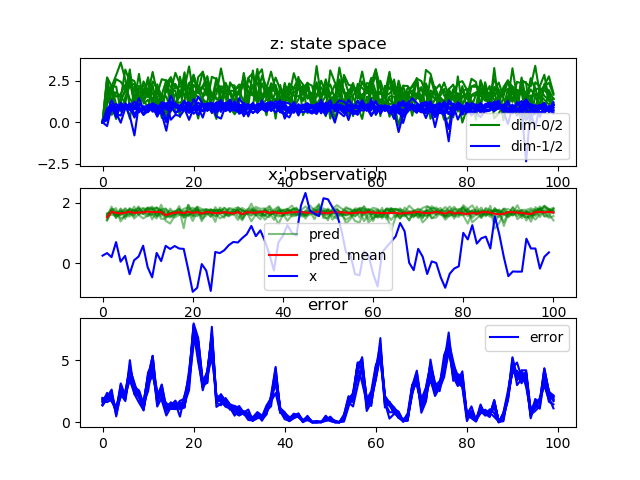 z: state space
2.5
0.0
−2.5
dim-0/2
dim-1/2
0 20 40 60 80 100
x: observation
2
0
pred
pred_mean
x
0 20 40 60 80 100
error
5
0
error
0 20 40 60 80 100